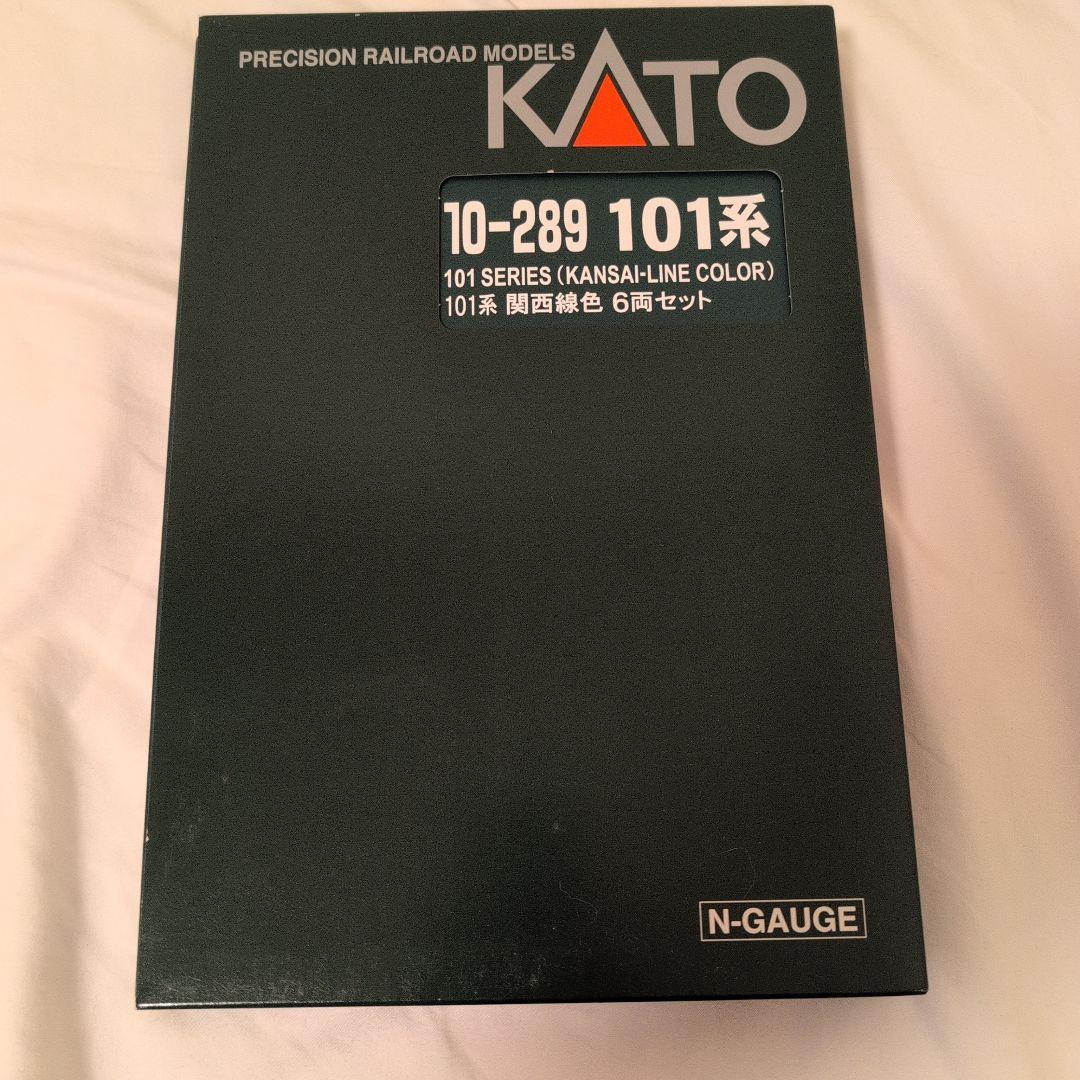 PRECISION RAILROAD MODELS
KATO
10-289 101系
101 SERIES (KANSAI-LINE COLOR)
101系 関西線色 6両セット
N-GAUGE